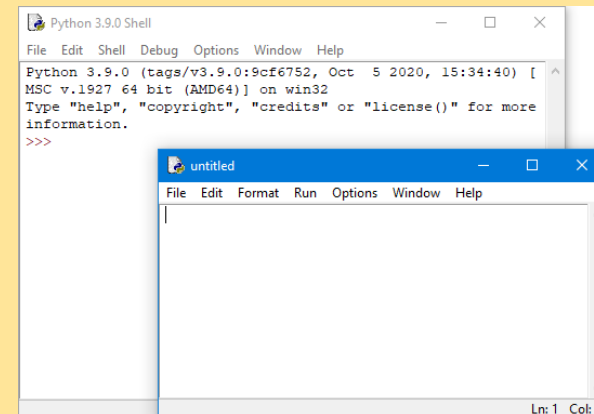 Python 3.9.0 Shell
File Edit Shell Debug Options Window Help
Python 3.9.0 (tags/v3.9.0:9cf6752, Oct  5 2020, 15:34:40) [
MSC v.1927 64 bit (AMD64)] on win32
Type "help", "copyright", "credits" or "license()" for more
information.
>>>
untitled
File Edit Format Run Options Window Help
Ln: 1 Col: